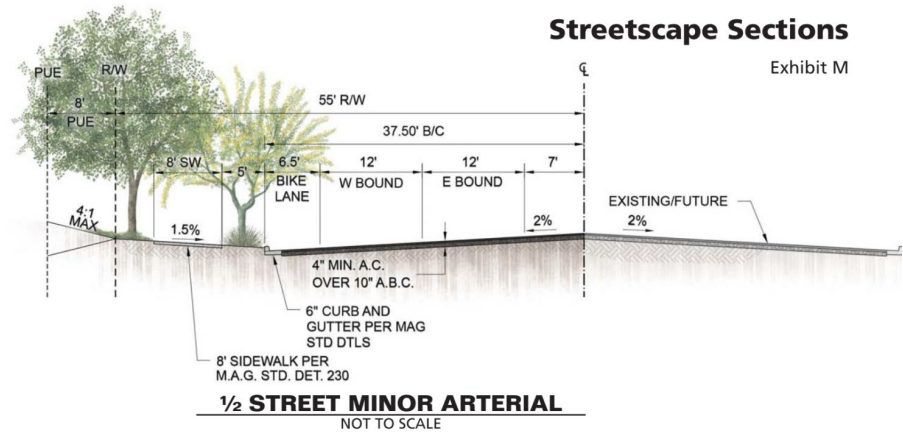 Streetscape Sections
Exhibit M
PUE
R/W
℄
8'
PUE
55' R/W
37.50' B/C
8' SW
5'
6.5'
BIKE
LANE
12'
W BOUND
12'
E BOUND
7'
4:1
MAX
1.5%
2%
2%
EXISTING/FUTURE
4" MIN. A.C.
OVER 10" A.B.C.
6" CURB AND
GUTTER PER MAG
STD DTLS
8' SIDEWALK PER
M.A.G. STD. DET. 230
½ STREET MINOR ARTERIAL
NOT TO SCALE